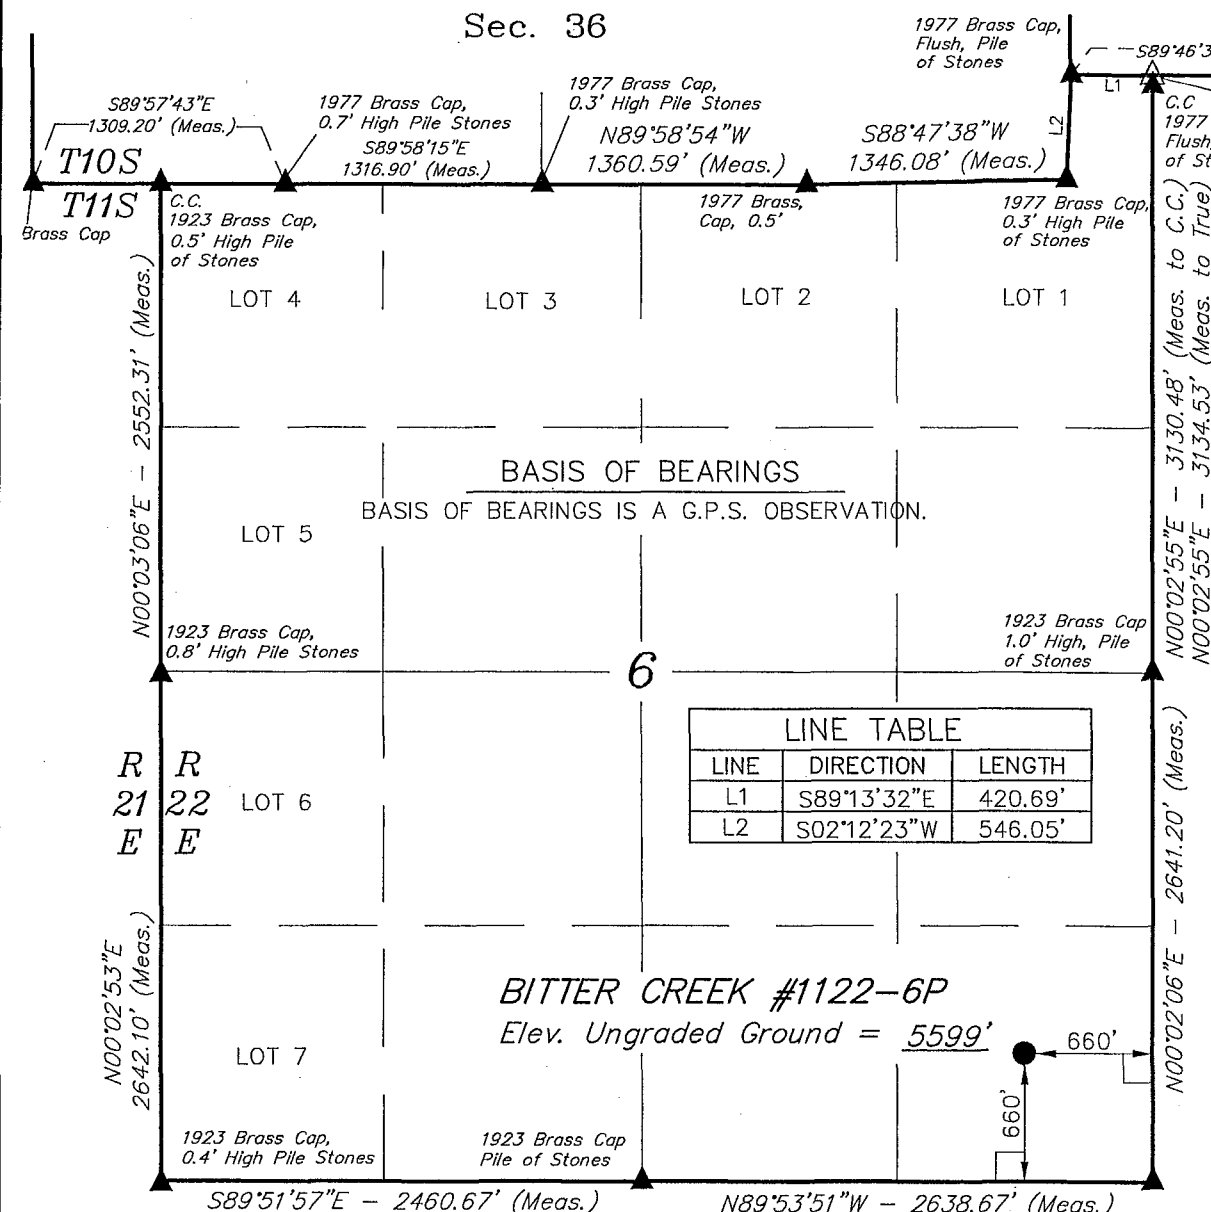 Sec. 36
1977 Brass Cap,
Flush, Pile
of Stones
S89°46'3
L1
L2
C.C
1977
Flush,
of St
S89°57'43"E
1309.20' (Meas.)
1977 Brass Cap,
0.7' High Pile Stones
1977 Brass Cap,
0.3' High Pile Stones
S89°58'15"E
1316.90' (Meas.)
N89°58'54"W
1360.59' (Meas.)
S88°47'38"W
1346.08' (Meas.)
T10S
T11S
Brass Cap
C.C.
1923 Brass Cap,
0.5' High Pile
of Stones
1977 Brass,
Cap, 0.5'
1977 Brass Cap,
0.3' High Pile
of Stones
LOT 4
LOT 3
LOT 2
LOT 1
N00°03'06"E - 2552.31' (Meas.)
N00°02'55"E - 3130.48' (Meas. to C.C.)
N00°02'55"E - 3134.53' (Meas. to True)
BASIS OF BEARINGS
BASIS OF BEARINGS IS A G.P.S. OBSERVATION.
LOT 5
1923 Brass Cap,
0.8' High Pile Stones
1923 Brass Cap
1.0' High, Pile
of Stones
6
LINE TABLE
LINE DIRECTION LENGTH
L1 S89°13'32"E 420.69'
L2 S02°12'23"W 546.05'
R R
21 22
E E
LOT 6
N00°02'53"E
2642.10' (Meas.)
N00°02'06"E - 2641.20' (Meas.)
BITTER CREEK #1122-6P
Elev. Ungraded Ground = 5599'
660'
660'
LOT 7
1923 Brass Cap,
0.4' High Pile Stones
1923 Brass Cap
Pile of Stones
S89°51'57"E - 2460.67' (Meas.)
N89°53'51"W - 2638.67' (Meas.)